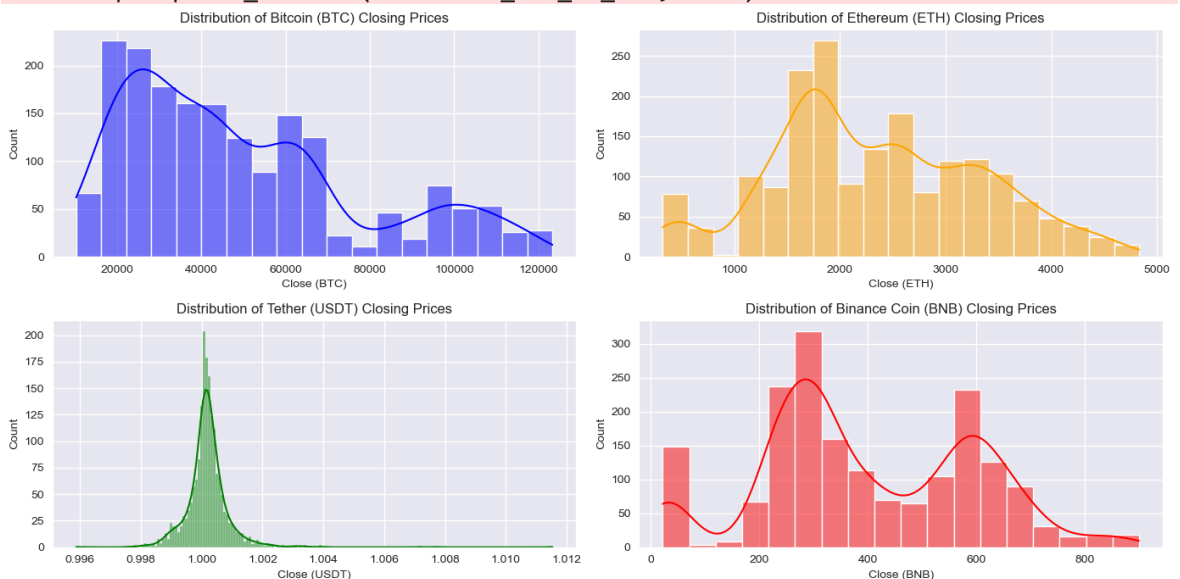 Distribution of Bitcoin (BTC) Closing Prices
200
150
100
50
0
Count
20000 40000 60000 80000 100000 120000
Close (BTC)
Distribution of Ethereum (ETH) Closing Prices
250
200
150
100
50
0
Count
1000 2000 3000 4000 5000
Close (ETH)
Distribution of Tether (USDT) Closing Prices
200
175
150
125
100
75
50
25
0
Count
0.996 0.998 1.000 1.002 1.004 1.006 1.008 1.010 1.012
Close (USDT)
Distribution of Binance Coin (BNB) Closing Prices
300
250
200
150
100
50
0
Count
0 200 400 600 800
Close (BNB)